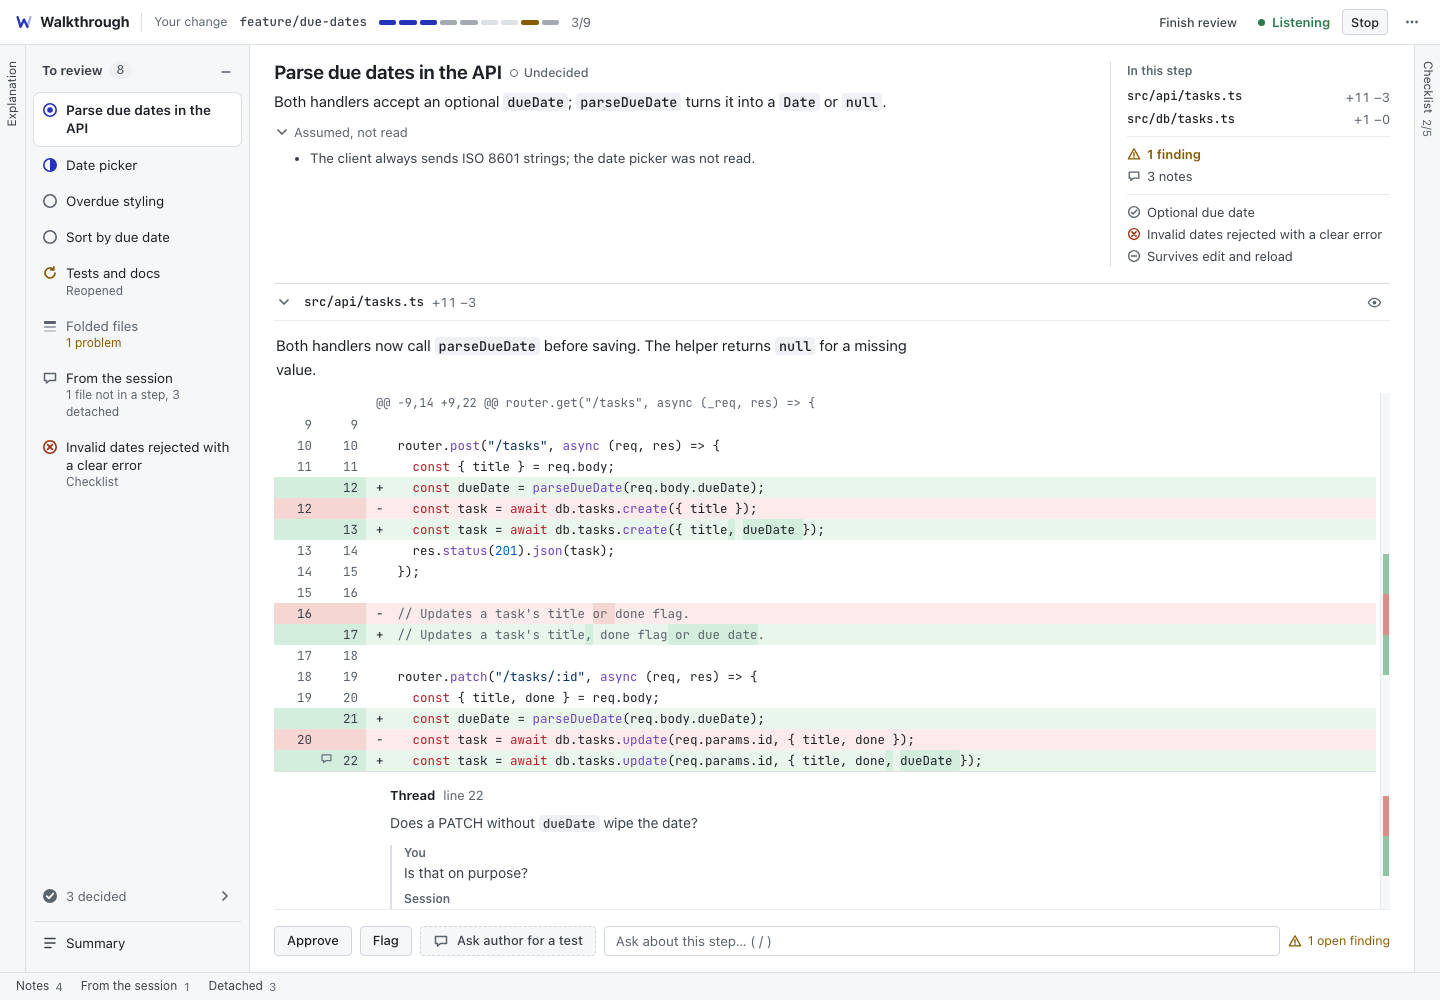 Walkthrough
Your change feature/due-dates 3/9
Finish review
Listening
Stop
Explanation
To review 8
Parse due dates in the API
Date picker
Overdue styling
Sort by due date
Tests and docs
Reopened
Folded files
1 problem
From the session
1 file not in a step, 3
detached
Invalid dates rejected with
a clear error
Checklist
3 decided
Summary
Parse due dates in the API Undecided
Both handlers accept an optional dueDate; parseDueDate turns it into a Date or null.
Assumed, not read
• The client always sends ISO 8601 strings; the date picker was not read.
In this step
src/api/tasks.ts +11 −3
src/db/tasks.ts +1 −0
1 finding
3 notes
Optional due date
Invalid dates rejected with a clear error
Survives edit and reload
Checklist 2/5
src/api/tasks.ts +11 −3
Both handlers now call parseDueDate before saving. The helper returns null for a missing
value.
@@ -9,14 +9,22 @@ router.get("/tasks", async (_req, res) => {
9 9
10 10 router.post("/tasks", async (req, res) => {
11 11 const { title } = req.body;
12 + const dueDate = parseDueDate(req.body.dueDate);
12 - const task = await db.tasks.create({ title });
13 + const task = await db.tasks.create({ title, dueDate });
13 14 res.status(201).json(task);
14 15 });
15 16
16 - // Updates a task's title or done flag.
17 + // Updates a task's title, done flag or due date.
17 18
18 19 router.patch("/tasks/:id", async (req, res) => {
19 20 const { title, done } = req.body;
21 + const dueDate = parseDueDate(req.body.dueDate);
20 - const task = await db.tasks.update(req.params.id, { title, done });
22 + const task = await db.tasks.update(req.params.id, { title, done, dueDate });
Thread line 22
Does a PATCH without dueDate wipe the date?
You
Is that on purpose?
Session
Approve
Flag
Ask author for a test
Ask about this step... ( / )
1 open finding
Notes 4 From the session 1 Detached 3